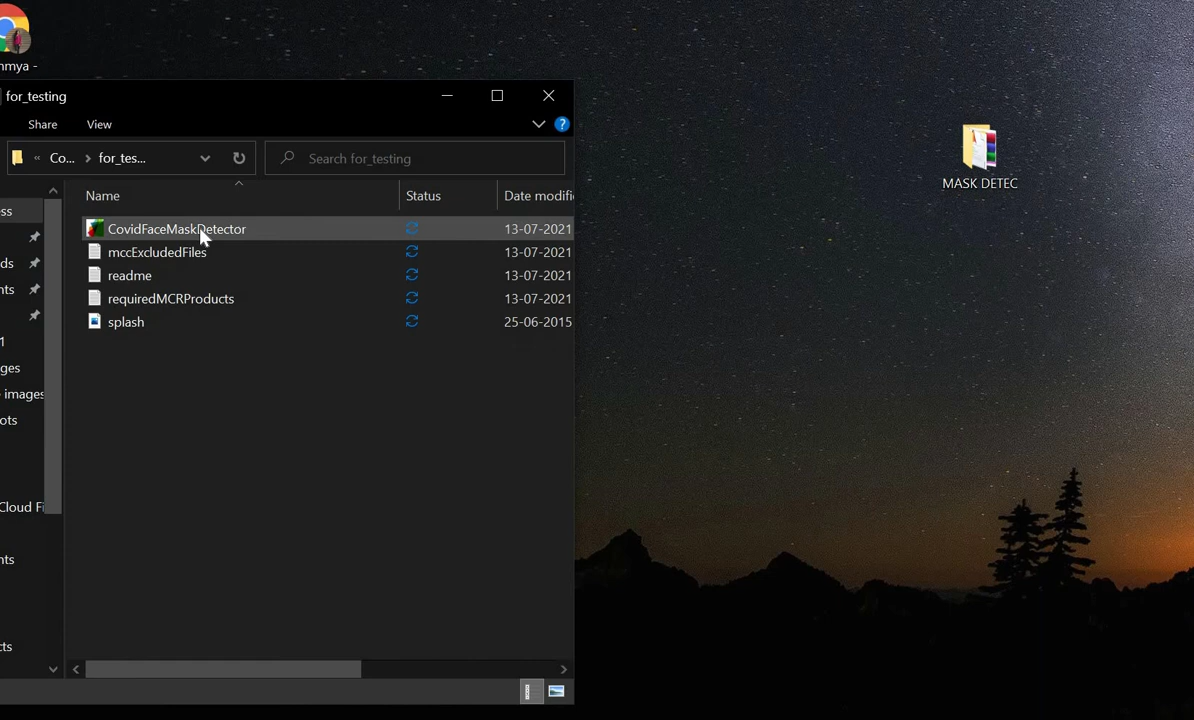 nmya -
for_testing
Share View
« Co... > for_tes... Search for_testing
Name Status Date modifi
ess
CovidFaceMaskDetector 13-07-2021
mccExcludedFiles 13-07-2021
ds
readme 13-07-2021
nts
requiredMCRProducts 13-07-2021
splash 25-06-2015
1
ges
images
ots
Cloud Fi
nts
cts
MASK DETEC